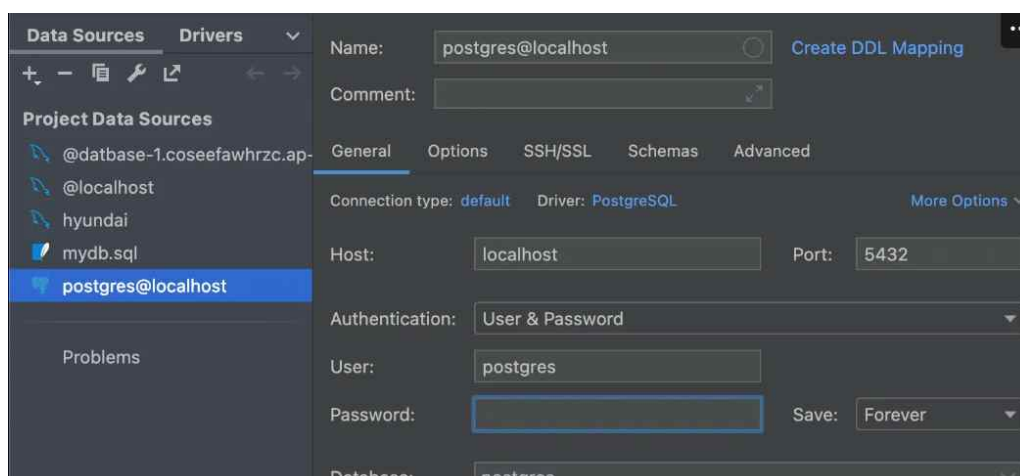 Data Sources Drivers
Project Data Sources
@datbase-1.coseefawhrzc.ap-
@localhost
hyundai
mydb.sql
postgres@localhost
Problems
Name: postgres@localhost Create DDL Mapping
Comment:
General Options SSH/SSL Schemas Advanced
Connection type: default Driver: PostgreSQL More Options
Host: localhost Port: 5432
Authentication: User & Password
User: postgres
Password: Save: Forever
Database: postgres